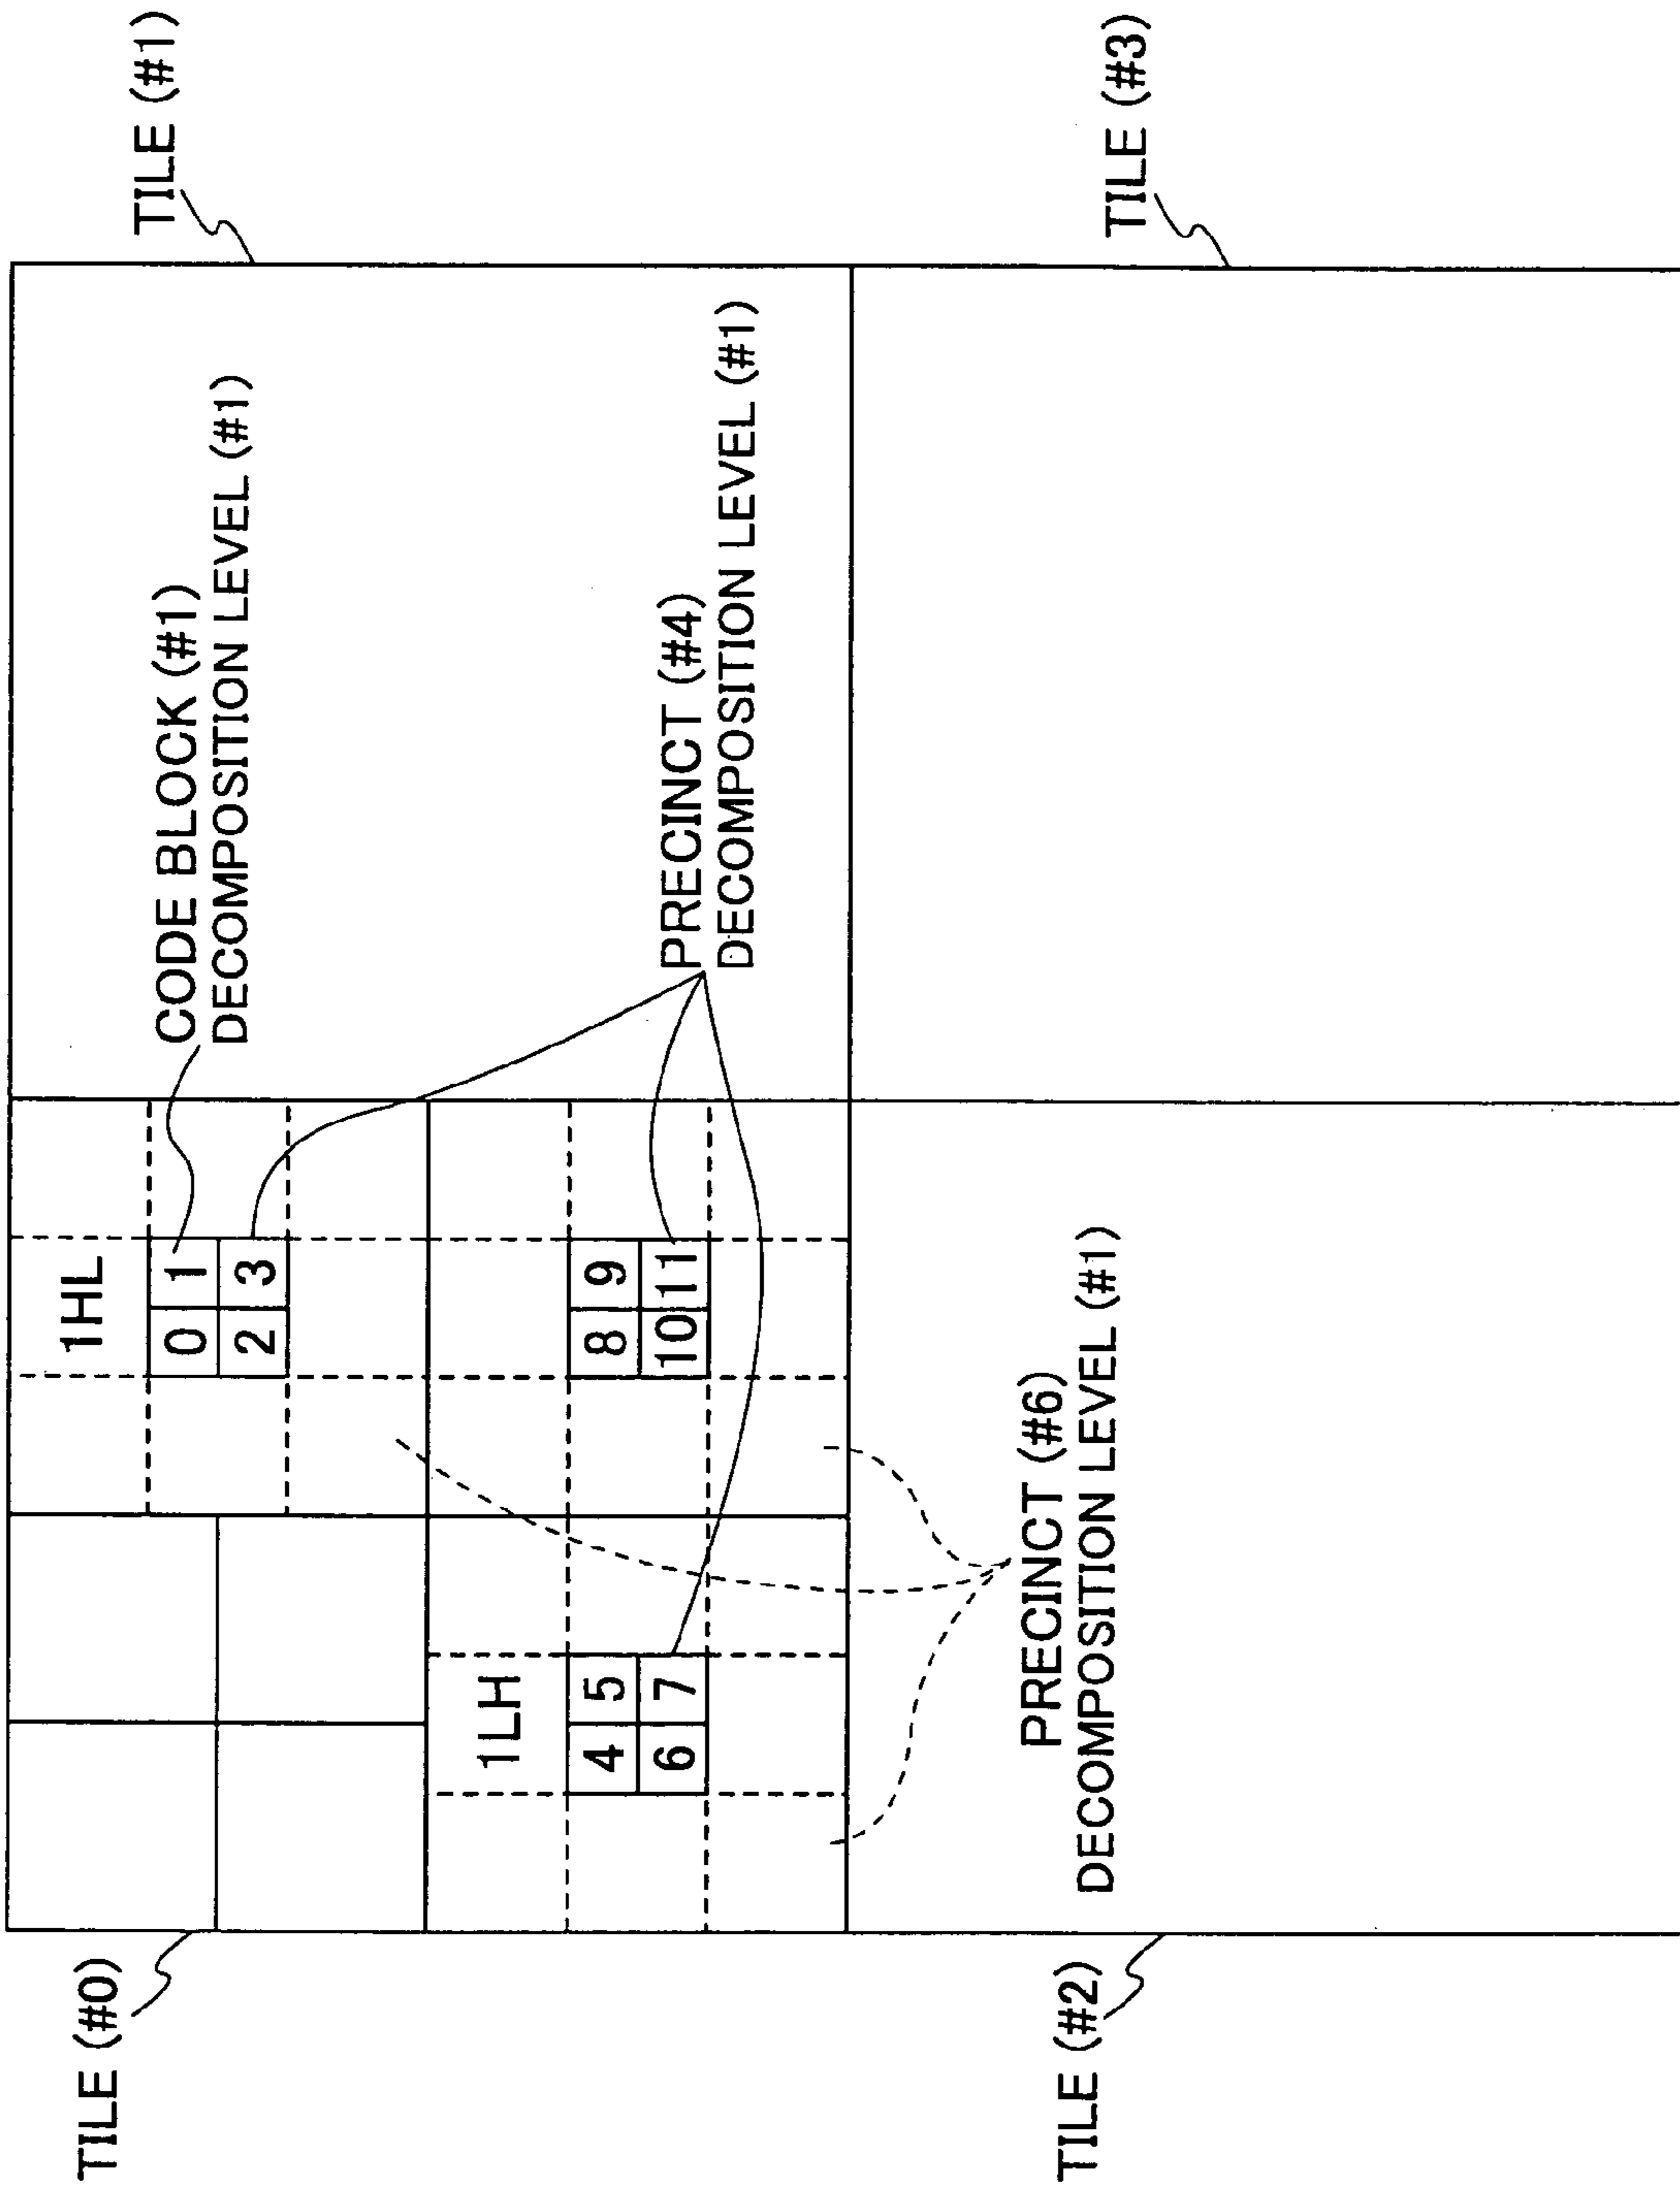 TILE (#0)
TILE (#1)
1HL
0 1
2 3
CODE BLOCK (#1)
DECOMPOSITION LEVEL (#1)
1LH
4 5
6 7
8 9
10 11
PRECINCT (#4)
DECOMPOSITION LEVEL (#1)
TILE (#2)
PRECINCT (#6)
DECOMPOSITION LEVEL (#1)
TILE (#3)